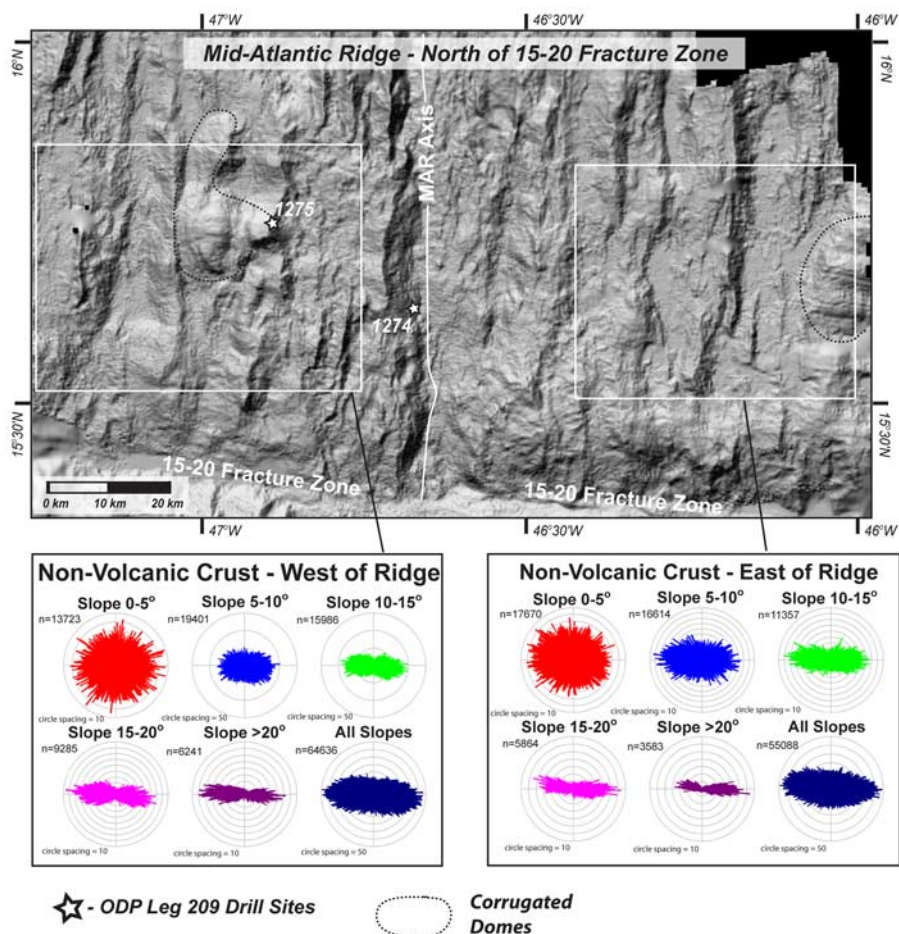 47°W 46°30'W 46°W
16°N 16°N
Mid-Atlantic Ridge - North of 15-20 Fracture Zone
MAR Axis
1275
1274
15°30'N 15°30'N
15-20 Fracture Zone 15-20 Fracture Zone
0 km 10 km 20 km
47°W 46°30'W 46°W
Non-Volcanic Crust - West of Ridge
Slope 0-5° Slope 5-10° Slope 10-15°
n=13723 n=19401 n=15986
circle spacing = 10 circle spacing = 50 circle spacing = 50
Slope 15-20° Slope >20° All Slopes
n=9285 n=6241 n=64636
circle spacing = 10 circle spacing = 10 circle spacing = 50
Non-Volcanic Crust - East of Ridge
Slope 0-5° Slope 5-10° Slope 10-15°
n=17670 n=16614 n=11357
circle spacing = 10 circle spacing = 10 circle spacing = 10
Slope 15-20° Slope >20° All Slopes
n=5864 n=3583 n=55088
circle spacing = 10 circle spacing = 10 circle spacing = 50
- ODP Leg 209 Drill Sites
Corrugated
Domes